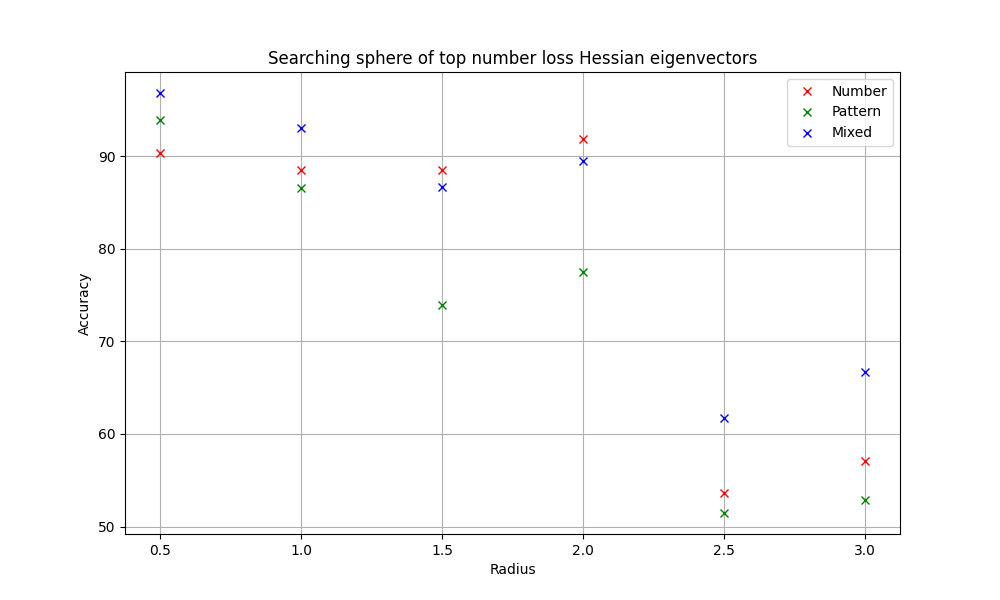 Searching sphere of top number loss Hessian eigenvectors
Number
Pattern
Mixed
Accuracy
90
80
70
60
50
0.5 1.0 1.5 2.0 2.5 3.0
Radius